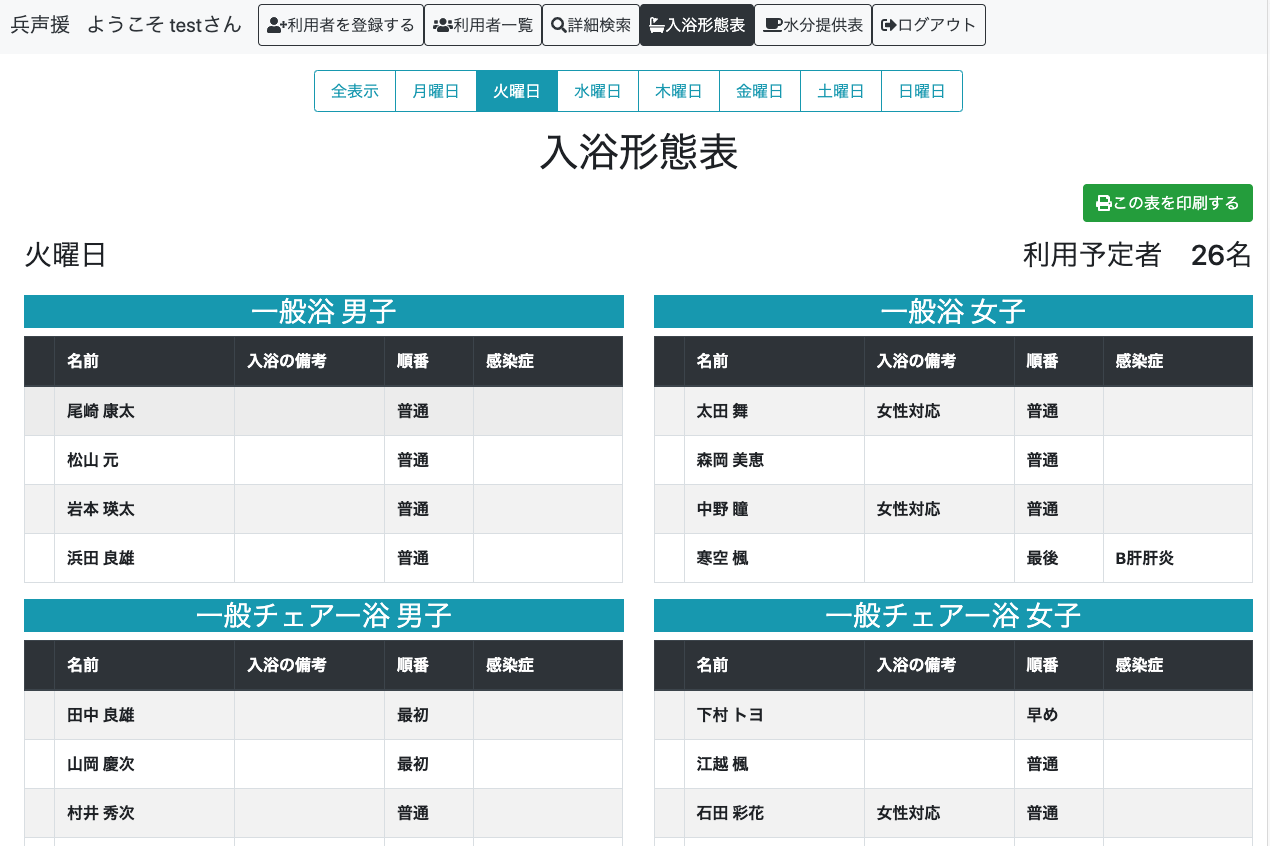 兵声援 ようこそ testさん 利用者を登録する 利用者一覧 詳細検索 入浴形態表 水分提供表 ログアウト
全表示 月曜日 火曜日 水曜日 木曜日 金曜日 土曜日 日曜日
入浴形態表
この表を印刷する
火曜日
利用予定者 26名
一般浴 男子
名前 入浴の備考 順番 感染症
尾崎 康太 普通
松山 元 普通
岩本 瑛太 普通
浜田 良雄 普通
一般浴 女子
名前 入浴の備考 順番 感染症
太田 舞 女性対応 普通
森岡 美恵 普通
中野 瞳 女性対応 普通
寒空 楓 最後 B肝肝炎
一般チェアー浴 男子
名前 入浴の備考 順番 感染症
田中 良雄 最初
山岡 慶次 最初
村井 秀次 普通
一般チェアー浴 女子
名前 入浴の備考 順番 感染症
下村 トヨ 早め
江越 楓 普通
石田 彩花 女性対応 普通